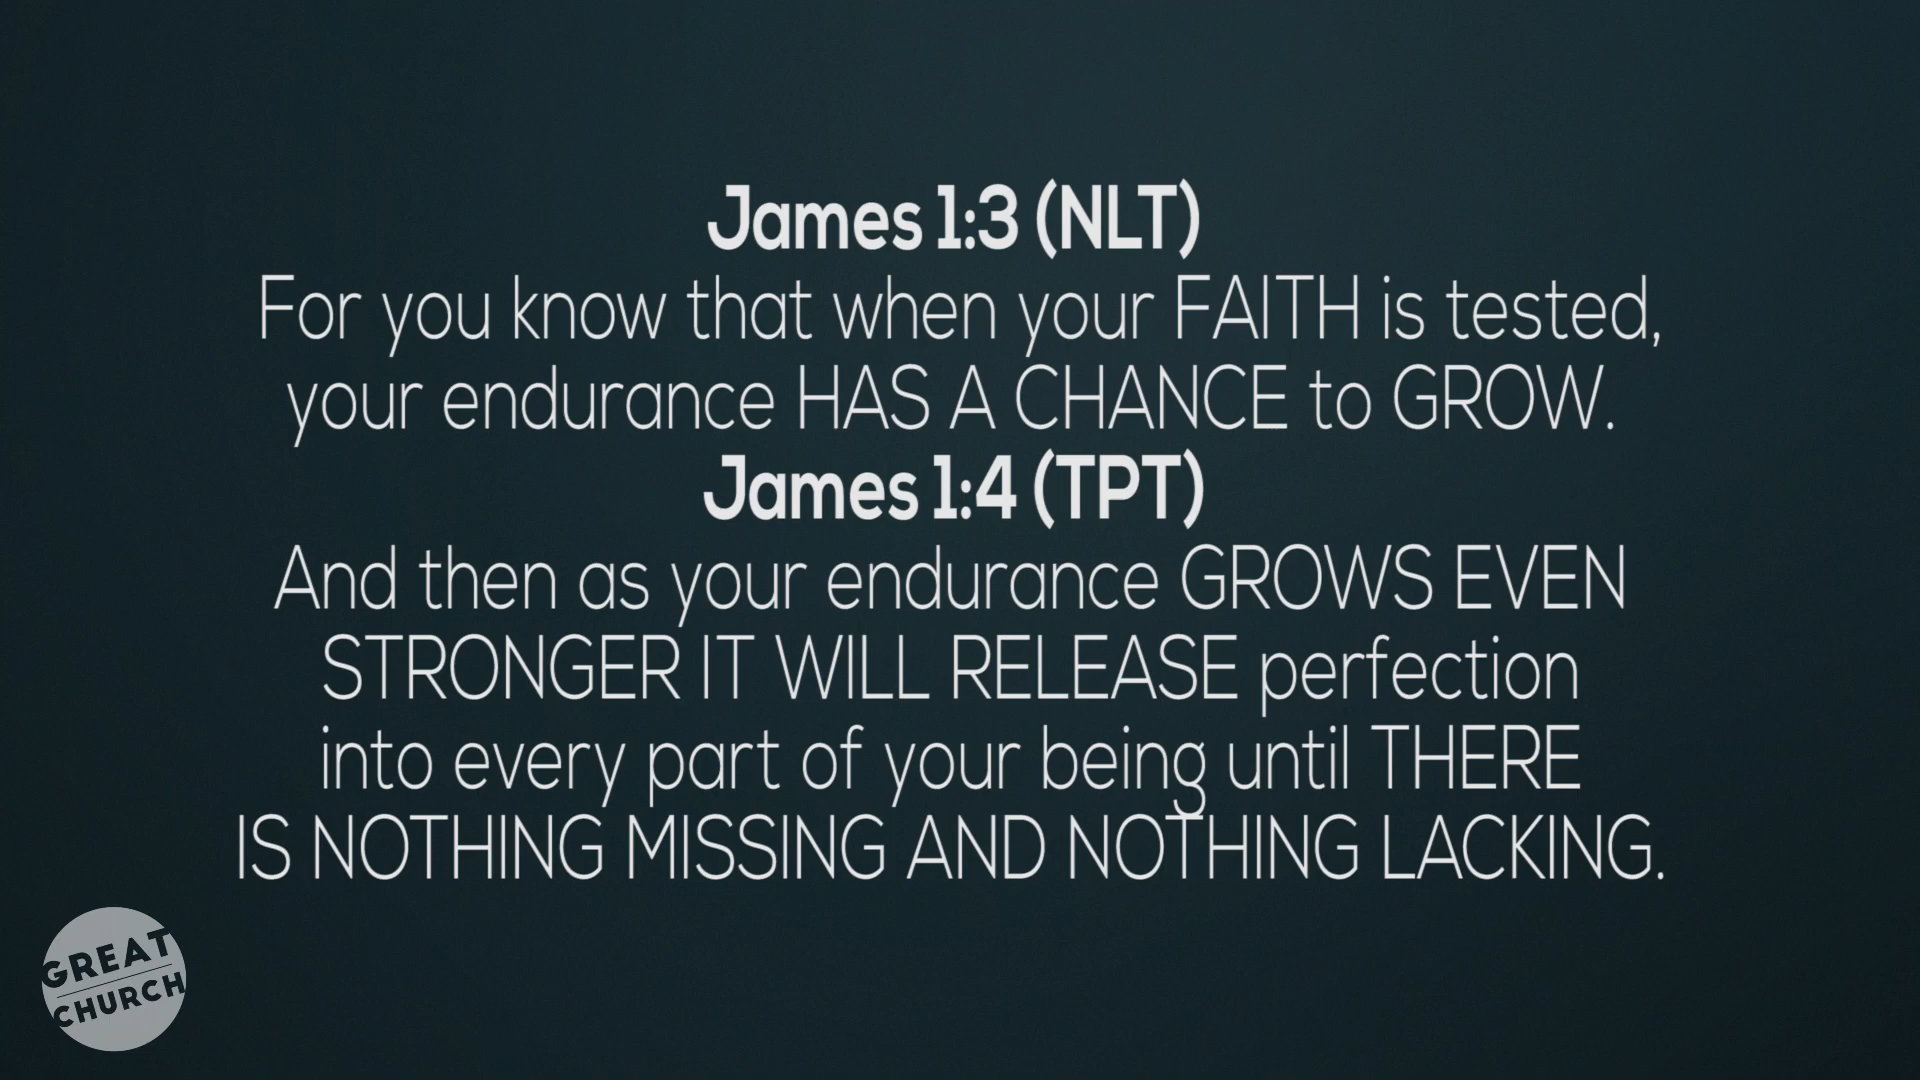 James 1:3 (NLT)
For you know that when your FAITH is tested,
your endurance HAS A CHANCE to GROW.
James 1:4 (TPT)
And then as your endurance GROWS EVEN
STRONGER IT WILL RELEASE perfection
into every part of your being until THERE
IS NOTHING MISSING AND NOTHING LACKING.
GREAT
CHURCH